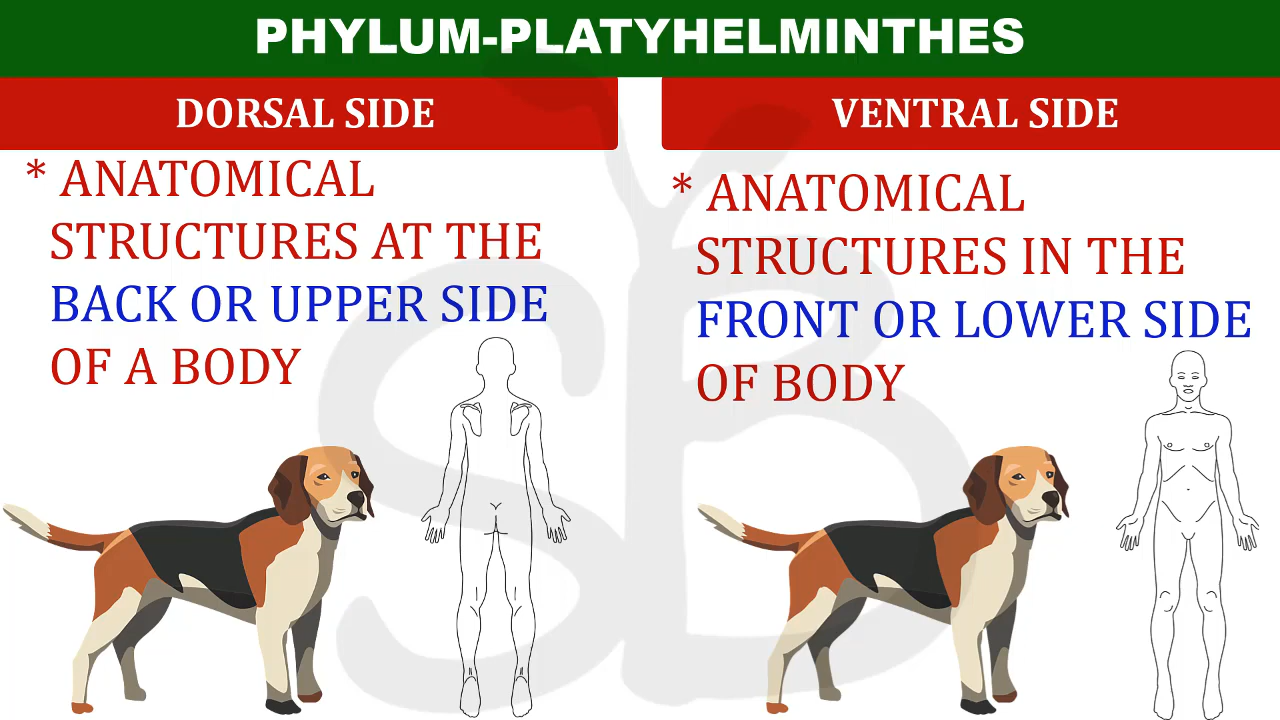 PHYLUM-PLATYHELMINTHES
DORSAL SIDE
* ANATOMICAL
STRUCTURES AT THE
BACK OR UPPER SIDE
OF A BODY
VENTRAL SIDE
* ANATOMICAL
STRUCTURES IN THE
FRONT OR LOWER SIDE
OF BODY
SB